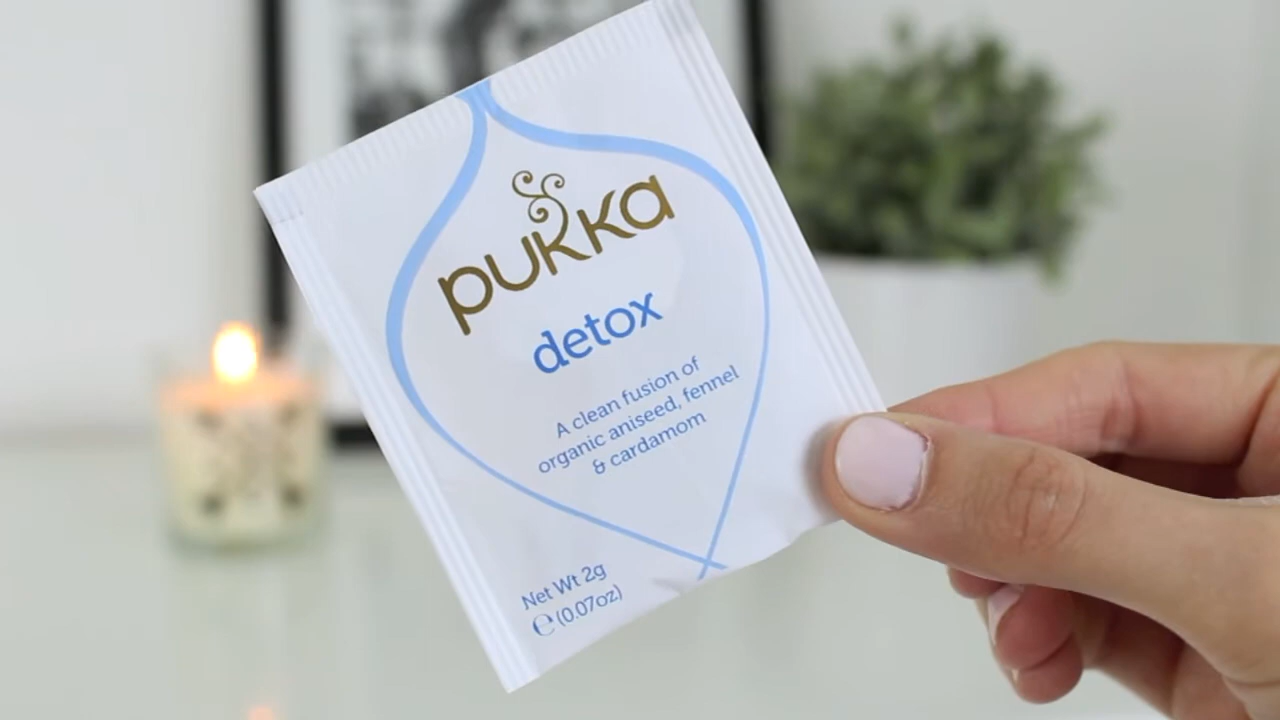 pukka
detox
A clean fusion of
organic aniseed, fennel
& cardamom
Net Wt 2g
℮ (0.07oz)